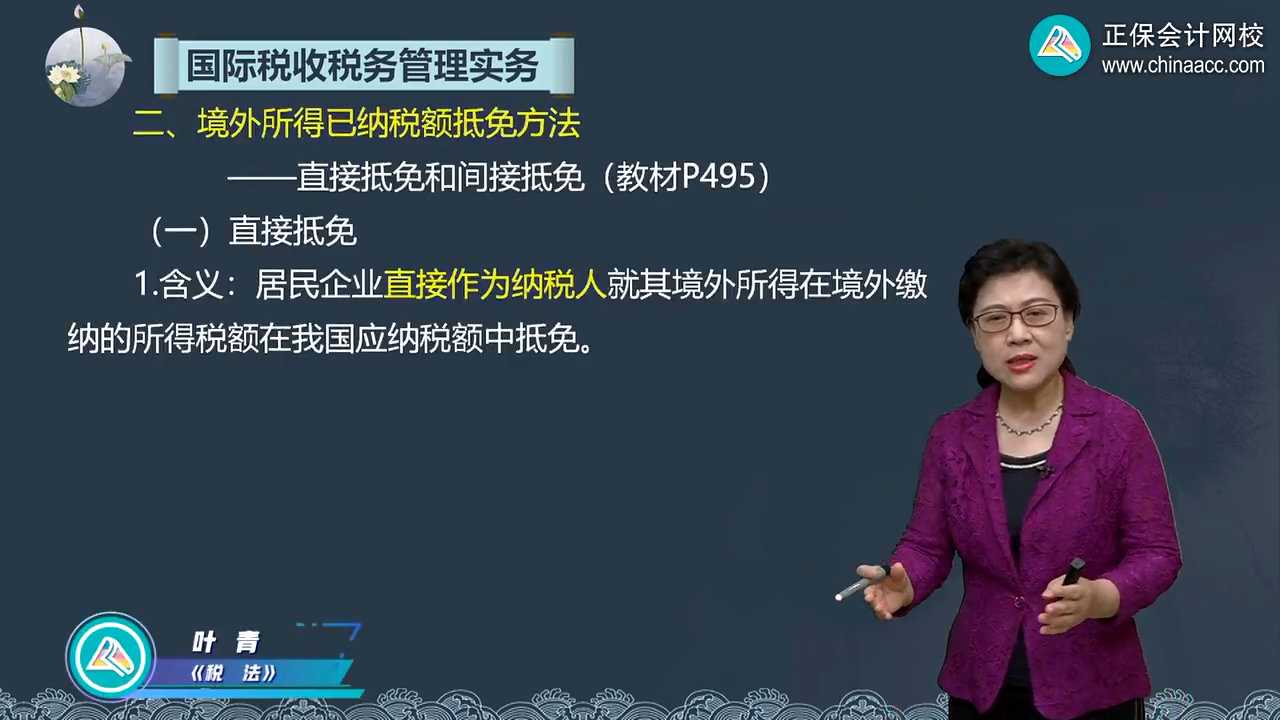 国际税收税务管理实务
正保会计网校
www.chinaacc.com
二、境外所得已纳税额抵免方法
——直接抵免和间接抵免（教材P495）
（一）直接抵免
1.含义：居民企业直接作为纳税人就其境外所得在境外缴
纳的所得税额在我国应纳税额中抵免。
叶 青
《税 法》